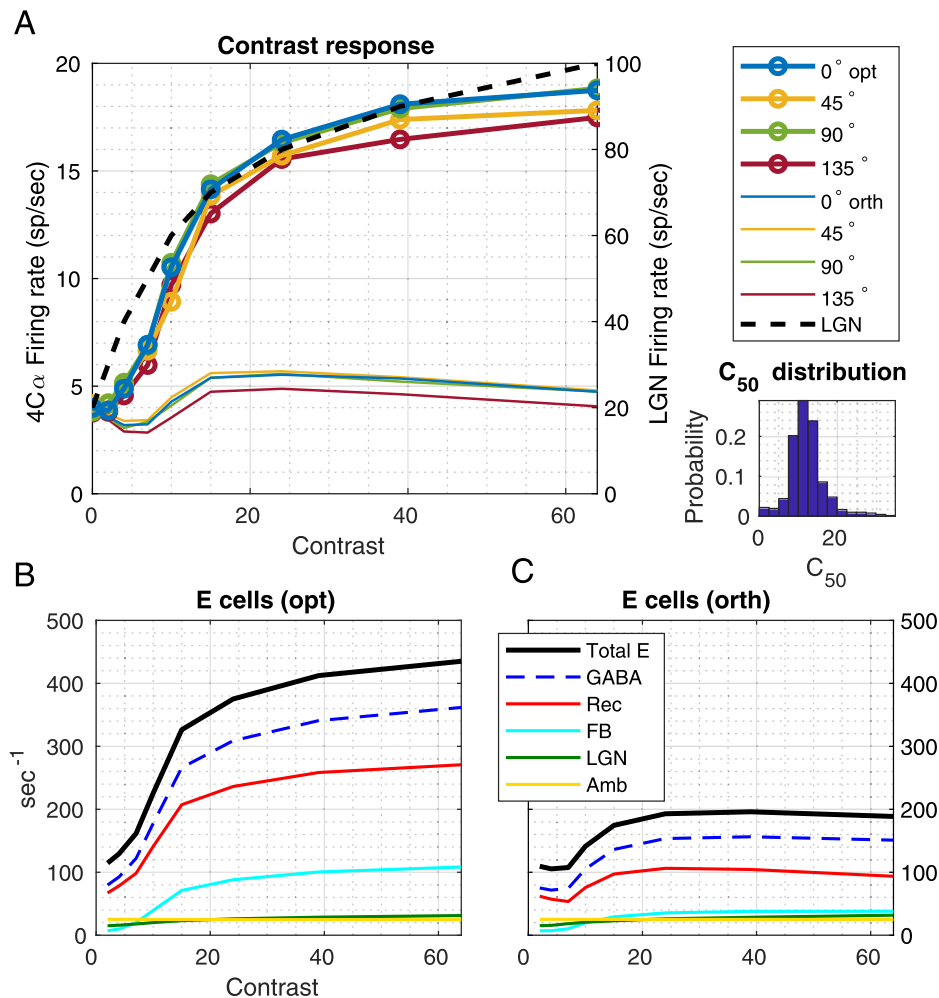 A
Contrast response
20
15
10
5
0
4Cα Firing rate (sp/sec)
100
80
60
40
20
0
LGN Firing rate (sp/sec)
0 20 40 60
Contrast
0° opt
45°
90°
135°
0° orth
45°
90°
135°
LGN
C50 distribution
Probability
0.2
0.1
0
0 20
C50
B
E cells (opt)
500
400
300
200
100
0
sec-1
0 20 40 60
Contrast
C
E cells (orth)
Total E
GABA
Rec
FB
LGN
Amb
500
400
300
200
100
0
0 20 40 60